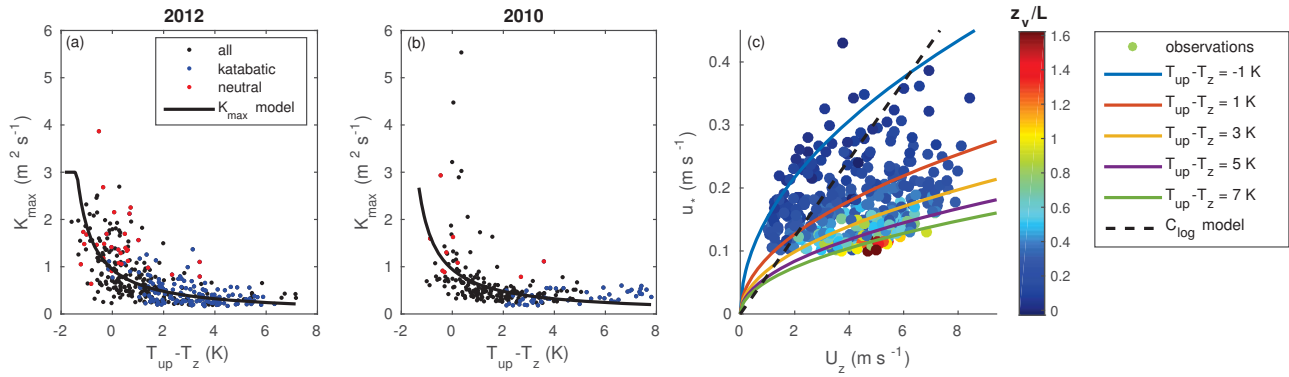 2012
(a)
all
katabatic
neutral
K_max model
K_max (m² s⁻¹)
6
5
4
3
2
1
0
-2 0 2 4 6 8
T_up-T_z (K)
2010
(b)
K_max (m² s⁻¹)
6
5
4
3
2
1
0
-2 0 2 4 6 8
T_up-T_z (K)
(c)
u_* (m s⁻¹)
0.4
0.3
0.2
0.1
0
0 2 4 6 8
U_z (m s⁻¹)
z_v/L
1.6
1.4
1.2
1
0.8
0.6
0.4
0.2
0
observations
T_up-T_z = -1 K
T_up-T_z = 1 K
T_up-T_z = 3 K
T_up-T_z = 5 K
T_up-T_z = 7 K
C_log model